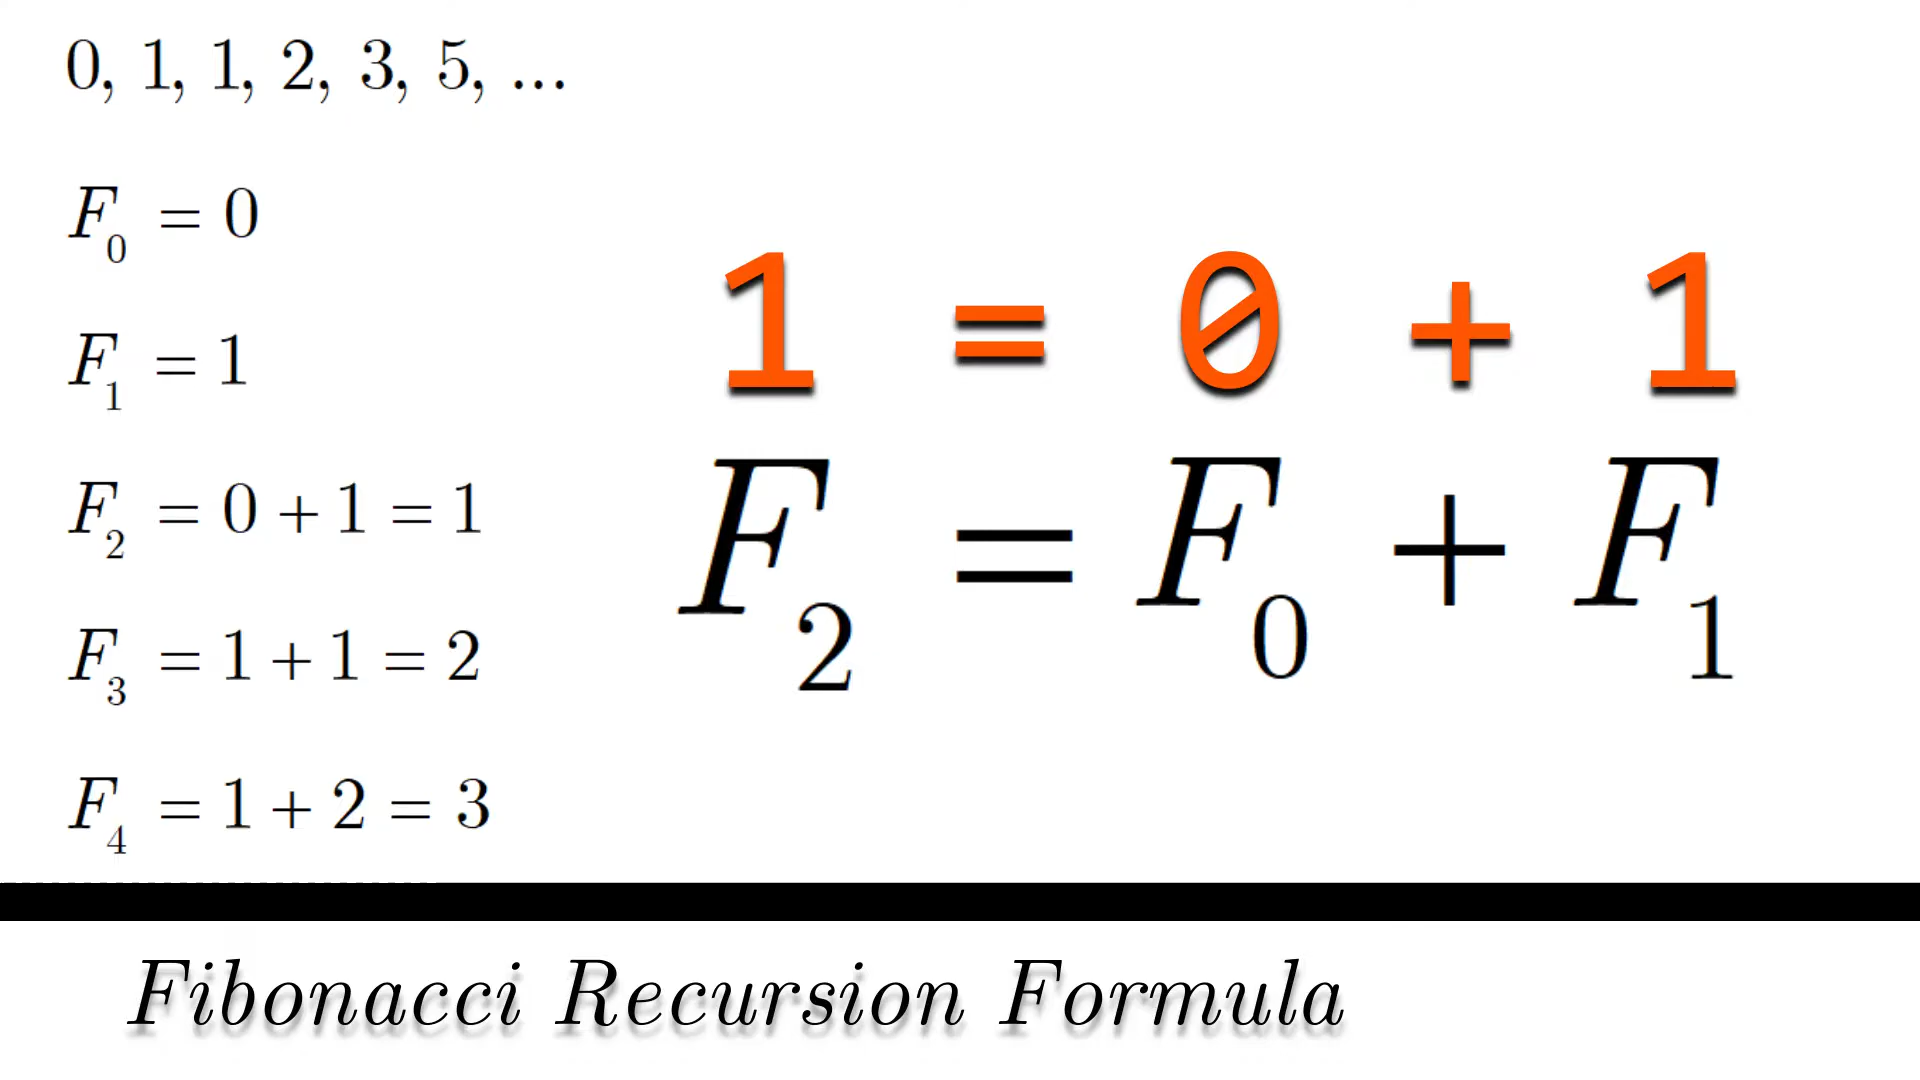 0, 1, 1, 2, 3, 5, ...
F₀ = 0
F₁ = 1
F₂ = 0 + 1 = 1
F₃ = 1 + 1 = 2
F₄ = 1 + 2 = 3
1 = 0 + 1
F₂ = F₀ + F₁
Fibonacci Recursion Formula